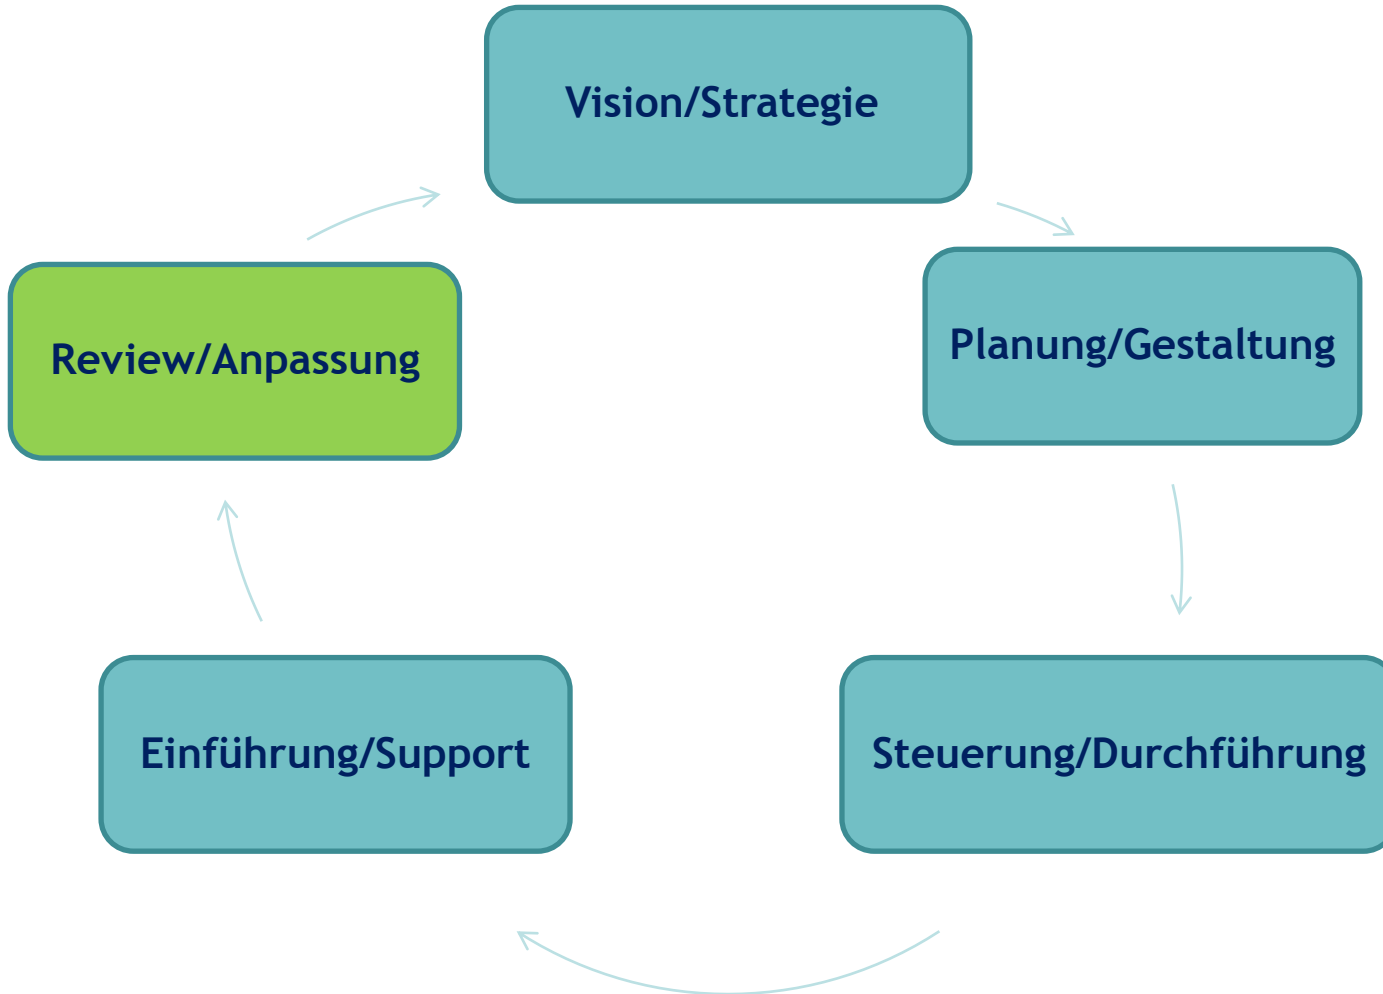 Vision/Strategie
Planung/Gestaltung
Steuerung/Durchführung
Einführung/Support
Review/Anpassung